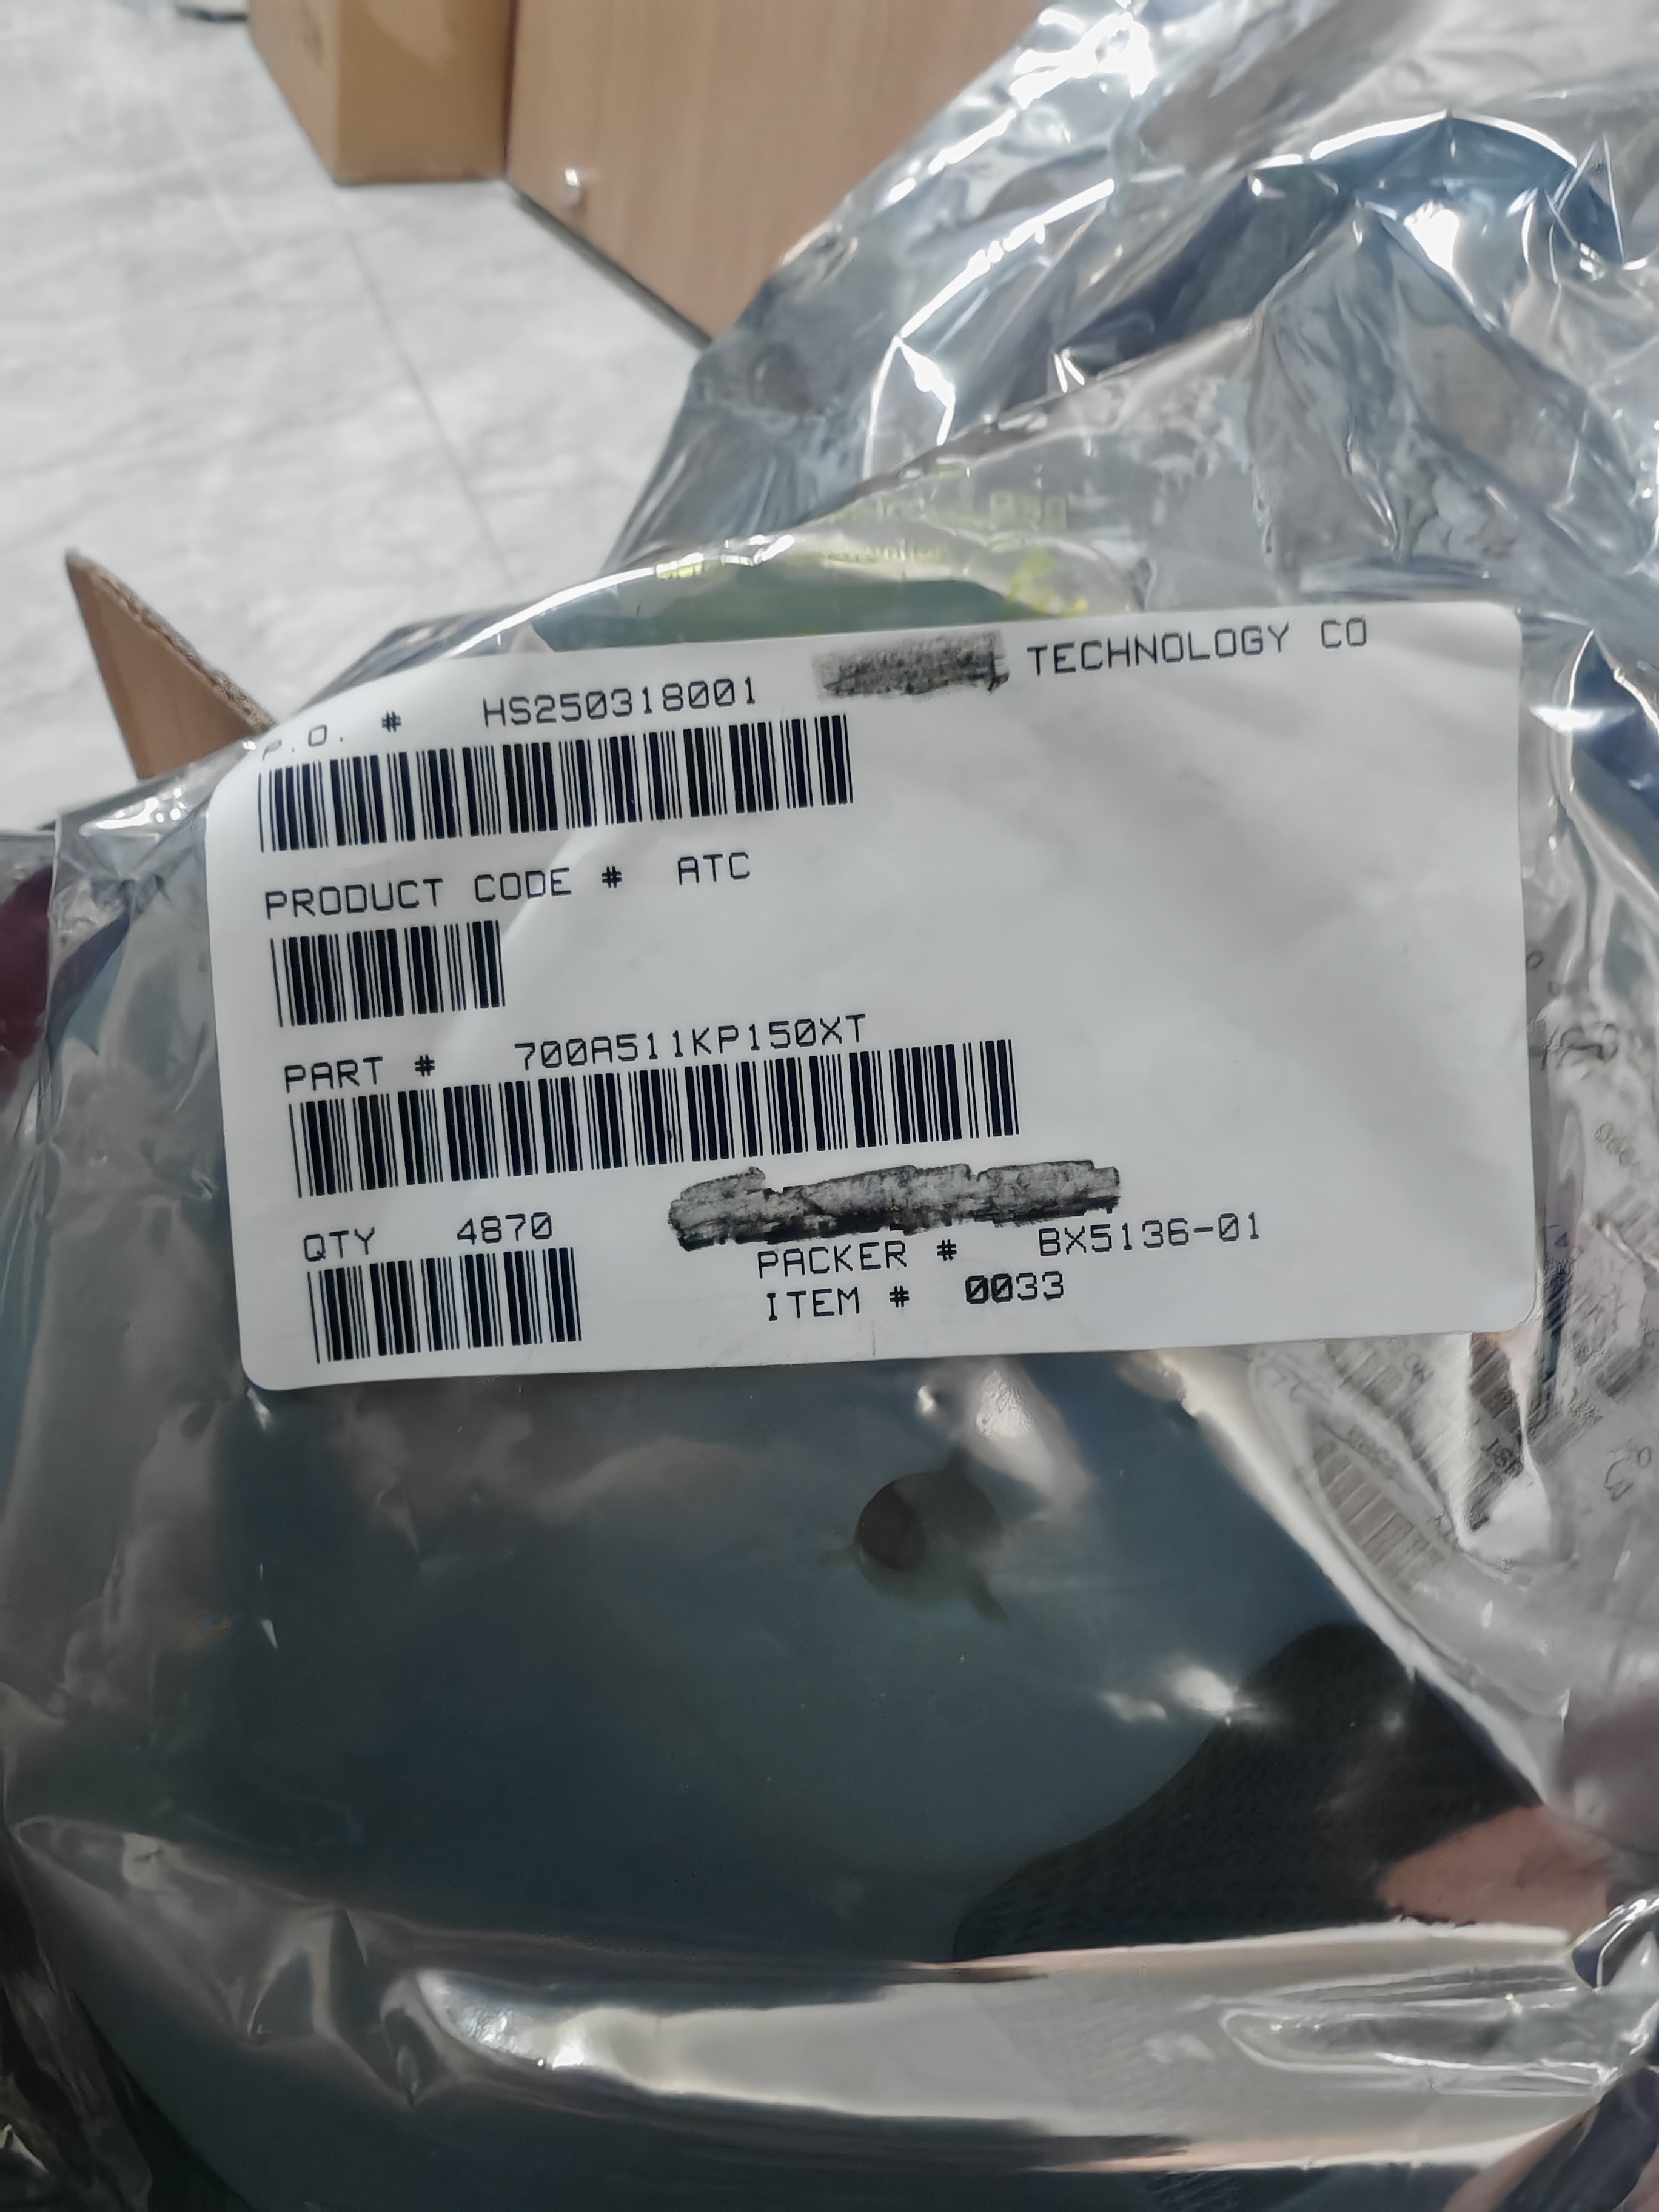 P.O. # HS250318001 TECHNOLOGY CO
PRODUCT CODE # ATC
PART # 700A511KP150XT
QTY 4870
PACKER # BX5136-01
ITEM # 0033